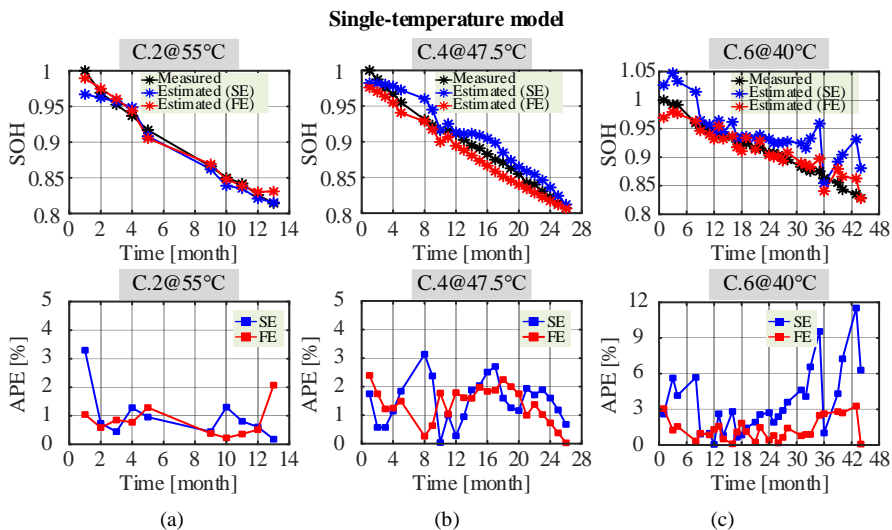 Single-temperature model
C.2@55°C
C.4@47.5°C
C.6@40°C
SOH
1
0.95
0.9
0.85
0.8
Measured
Estimated (SE)
Estimated (FE)
0 2 4 6 8 10 12 14
Time [month]
SOH
1
0.95
0.9
0.85
0.8
Measured
Estimated (SE)
Estimated (FE)
0 4 8 12 16 20 24 28
Time [month]
SOH
1.05
1
0.95
0.9
0.85
0.8
Measured
Estimated (SE)
Estimated (FE)
0 6 12 18 24 30 36 42 48
Time [month]
C.2@55°C
C.4@47.5°C
C.6@40°C
APE [%]
5
4
3
2
1
0
SE
FE
0 2 4 6 8 10 12 14
Time [month]
APE [%]
5
4
3
2
1
0
SE
FE
0 4 8 12 16 20 24 28
Time [month]
APE [%]
12
9
6
3
0
SE
FE
0 6 12 18 24 30 36 42 48
Time [month]
(a)
(b)
(c)